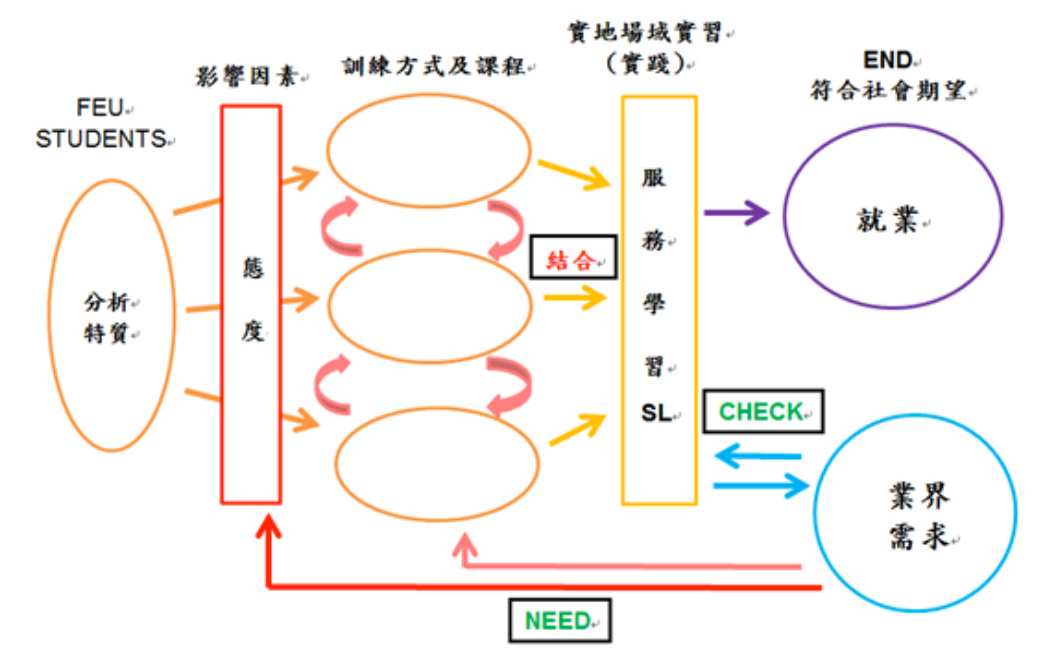 FEU
STUDENTS
分析
特質
影響因素
態
度
訓練方式及課程
結合
實地場域實習
(實踐)
服
務
學
習
SL
END
符合社會期望
就業
CHECK
業界
需求
NEED